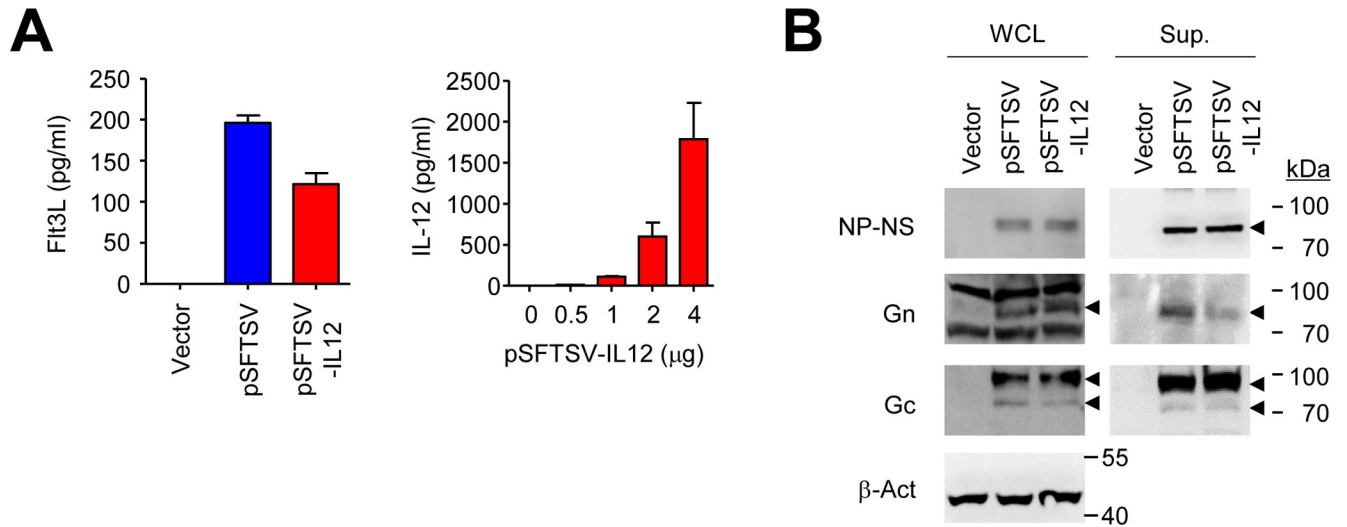 A
Flt3L (pg/ml)
250
200
150
100
50
0
Vector
pSFTSV
pSFTSV
-IL12
IL-12 (pg/ml)
2500
2000
1500
1000
500
0
0 0.5 1 2 4
pSFTSV-IL12 (μg)
B
WCL Sup.
Vector
pSFTSV
pSFTSV
-IL12
Vector
pSFTSV
pSFTSV
-IL12
kDa
NP-NS
100
70
Gn
100
70
Gc
100
70
β-Act
55
40